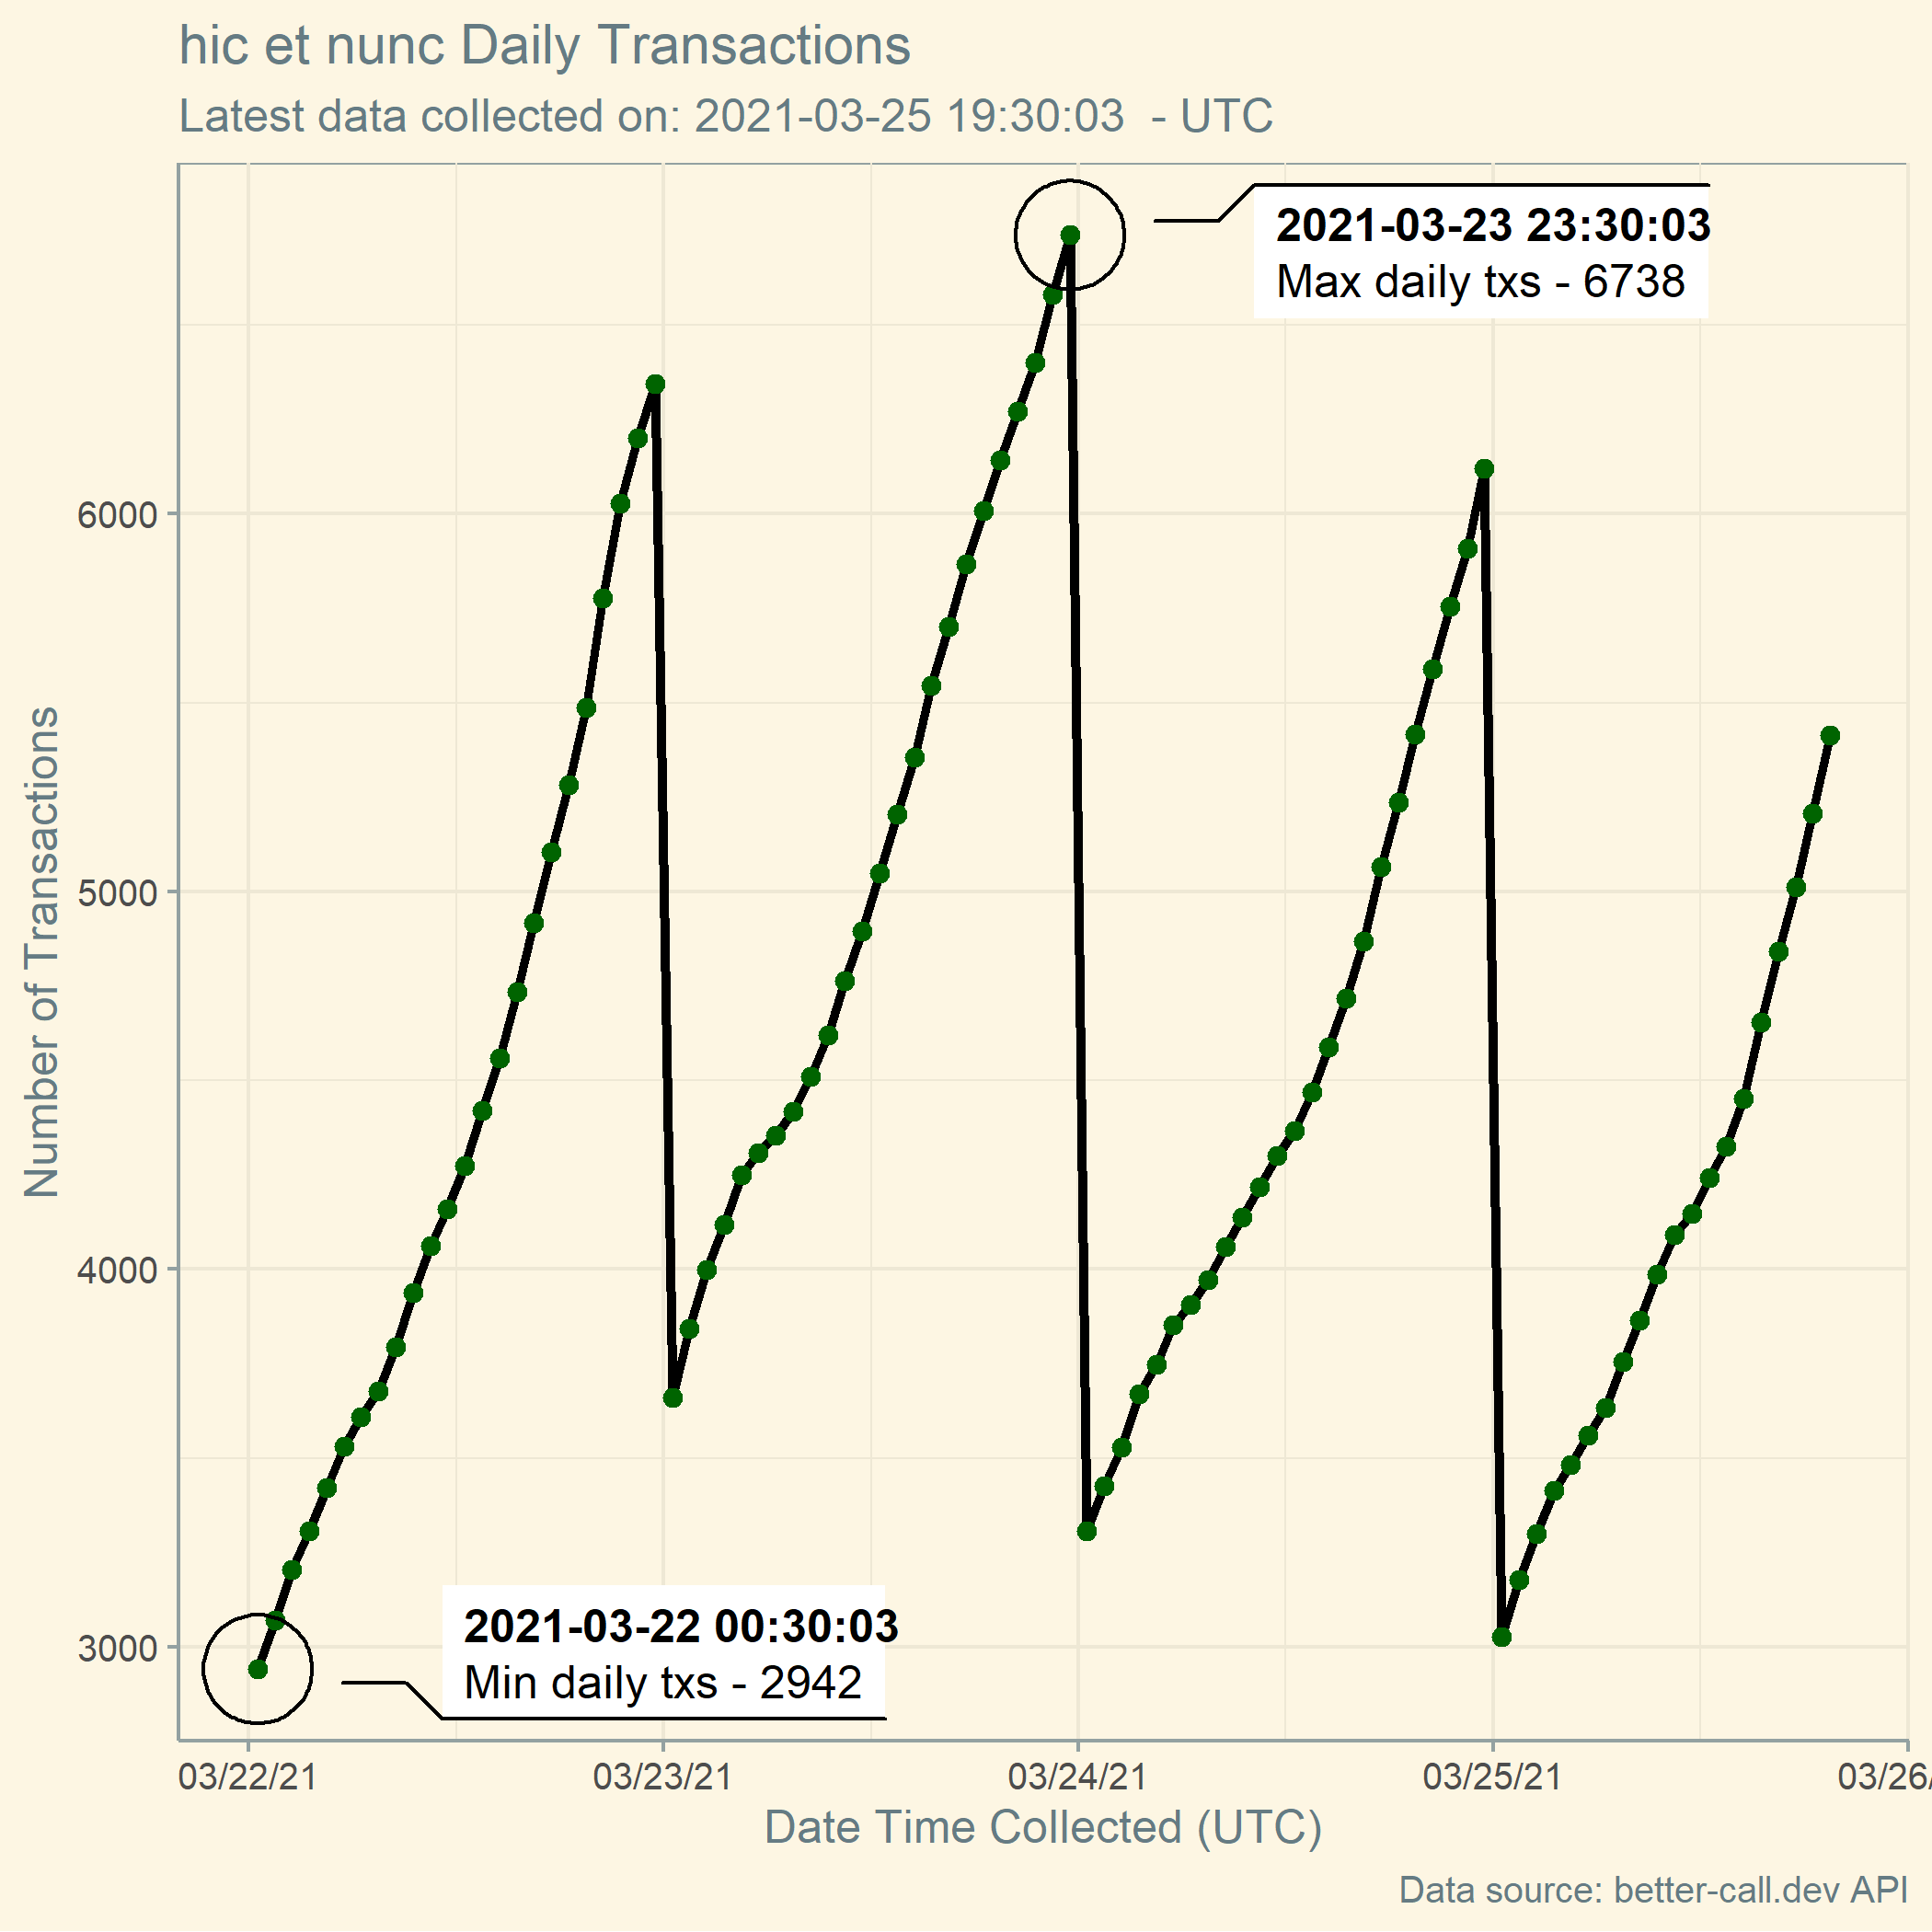 hic et nunc Daily Transactions
Latest data collected on: 2021-03-25 19:30:03  - UTC
2021-03-23 23:30:03
Max daily txs - 6738
Number of Transactions
6000
5000
4000
3000
2021-03-22 00:30:03
Min daily txs - 2942
03/22/21
03/23/21
03/24/21
03/25/21
03/26/
Date Time Collected (UTC)
Data source: better-call.dev API